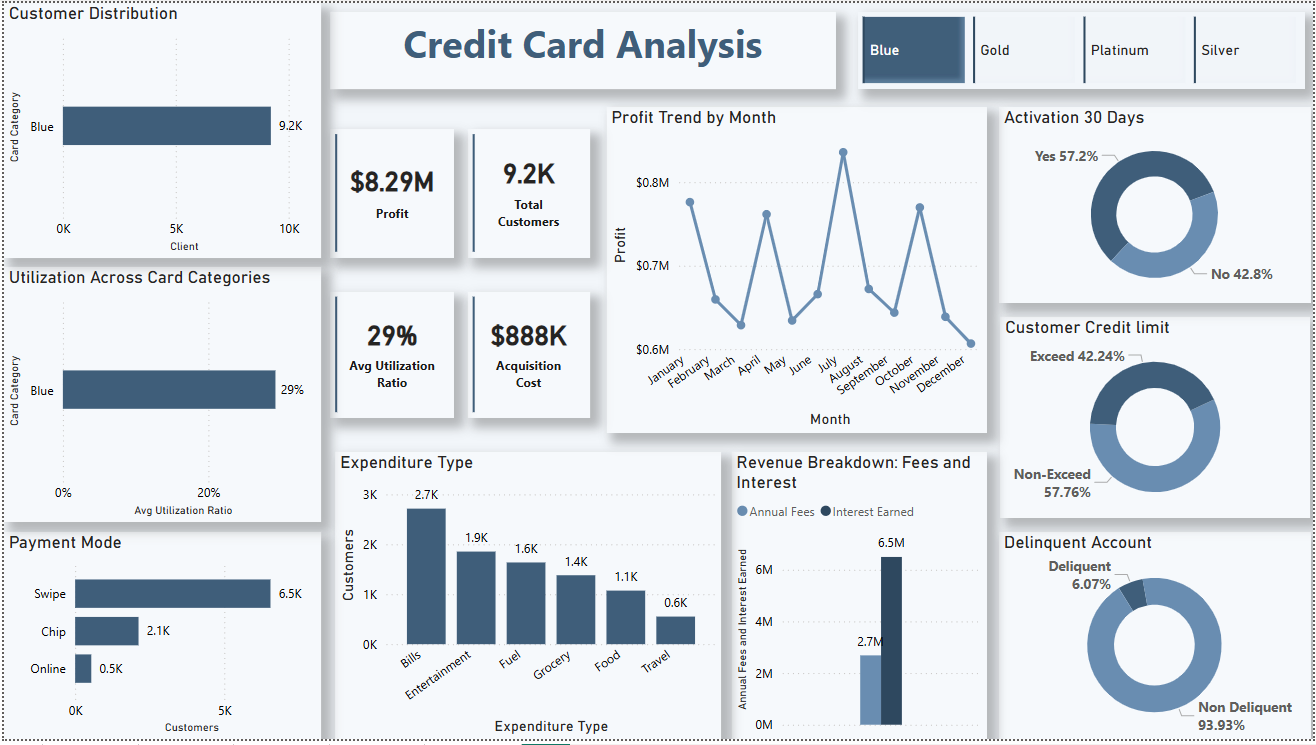 Customer Distribution
Card Category
Blue
9.2K
0K
5K
10K
Client
Credit Card Analysis
Blue
Gold
Platinum
Silver
$8.29M
Profit
9.2K
Total
Customers
29%
Avg Utilization
Ratio
$888K
Acquisition
Cost
Profit Trend by Month
Profit
$0.8M
$0.7M
$0.6M
January
February
March
April
May
June
July
August
September
October
November
December
Month
Activation 30 Days
Yes 57.2%
No 42.8%
Utilization Across Card Categories
Card Category
Blue
29%
0%
20%
Avg Utilization Ratio
Customer Credit limit
Exceed 42.24%
Non-Exceed
57.76%
Payment Mode
Swipe
6.5K
Chip
2.1K
Online
0.5K
0K
5K
Customers
Expenditure Type
Customers
3K
2K
1K
0K
2.7K
1.9K
1.6K
1.4K
1.1K
0.6K
Bills
Entertainment
Fuel
Grocery
Food
Travel
Expenditure Type
Revenue Breakdown: Fees and
Interest
Annual Fees
Interest Earned
Annual Fees and Interest Earned
6M
4M
2M
0M
2.7M
6.5M
Delinquent Account
Deliquent
6.07%
Non Deliquent
93.93%